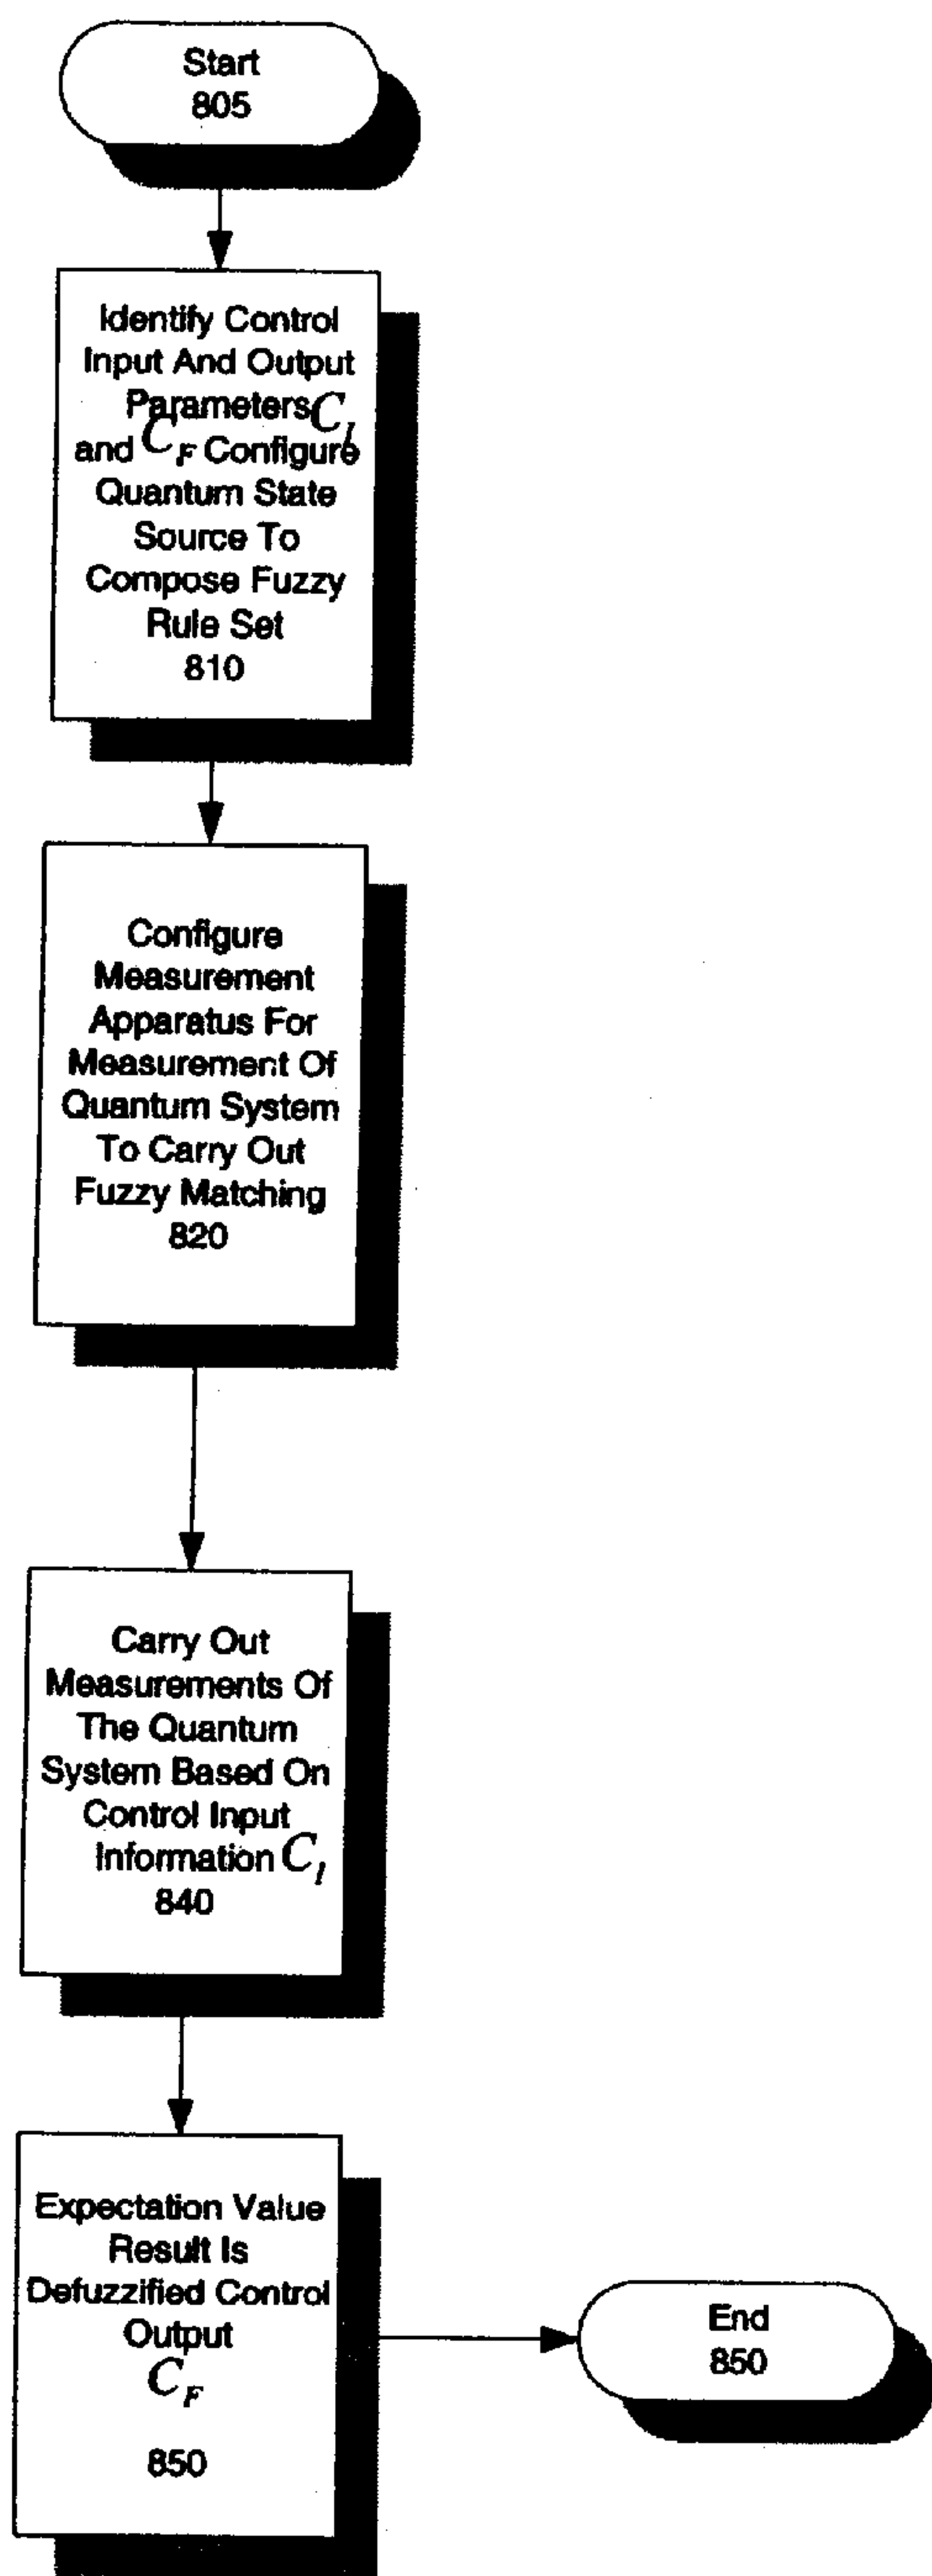 Start
805
Identify Control
Input And Output
Parameters C_I
and C_F Configure
Quantum State
Source To
Compose Fuzzy
Rule Set
810
Configure
Measurement
Apparatus For
Measurement Of
Quantum System
To Carry Out
Fuzzy Matching
820
Carry Out
Measurements Of
The Quantum
System Based On
Control Input
Information C_I
840
Expectation Value
Result Is
Defuzzified Control
Output
C_F
850
End
850